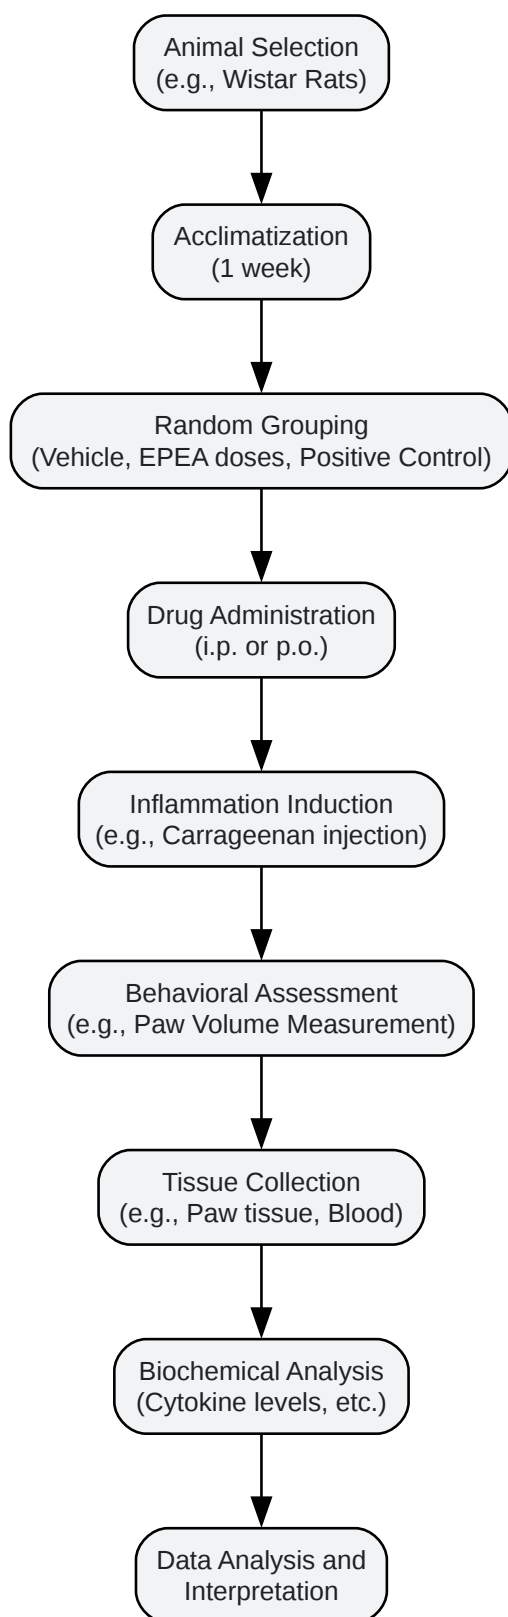 Animal Selection
(e.g., Wistar Rats)
Acclimatization
(1 week)
Random Grouping
(Vehicle, EPEA doses, Positive Control)
Drug Administration
(i.p. or p.o.)
Inflammation Induction
(e.g., Carrageenan injection)
Behavioral Assessment
(e.g., Paw Volume Measurement)
Tissue Collection
(e.g., Paw tissue, Blood)
Biochemical Analysis
(Cytokine levels, etc.)
Data Analysis and
Interpretation